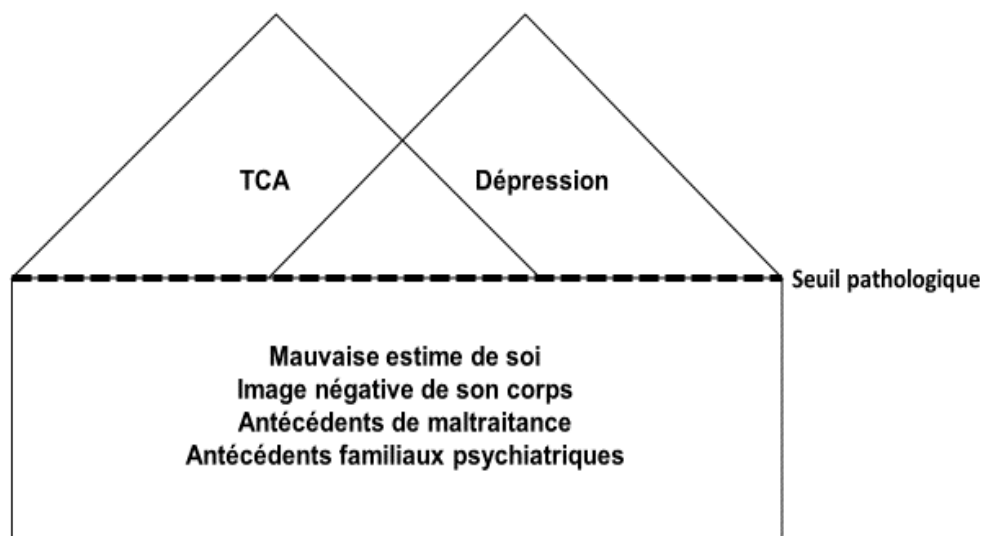 TCA
Dépression
Seuil pathologique
Mauvaise estime de soi
Image négative de son corps
Antécédents de maltraitance
Antécédents familiaux psychiatriques